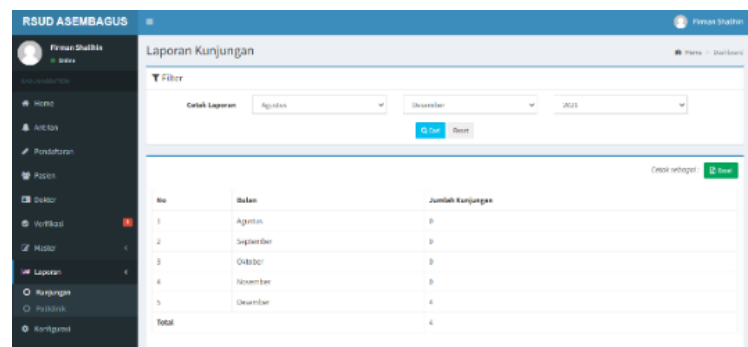 RSUD ASEMBAGUS
Firman Shalihin
Firman Shalihin
Online
Laporan Kunjungan
Home > Dashboard
Filter
Home
Cetak Laporan Agustus Desember 2021
Antrian
Cari Reset
Pendaftaran
Pasien
Cetak sebagai : Excel
Dokter
No Bulan Jumlah Kunjungan
Verifikasi
1 Agustus 0
Master
2 September 0
Laporan
3 Oktober 0
Kunjungan
4 November 0
Poliklinik
5 Desember 4
Konfigurasi
Total 4